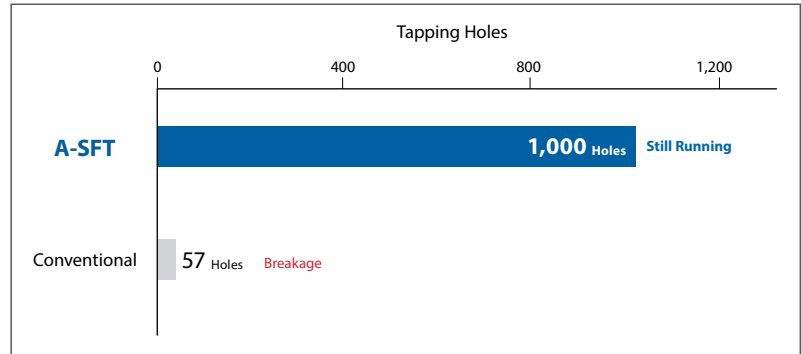 Tapping Holes
0 400 800 1,200
A-SFT 1,000 Holes Still Running
Conventional 57 Holes Breakage